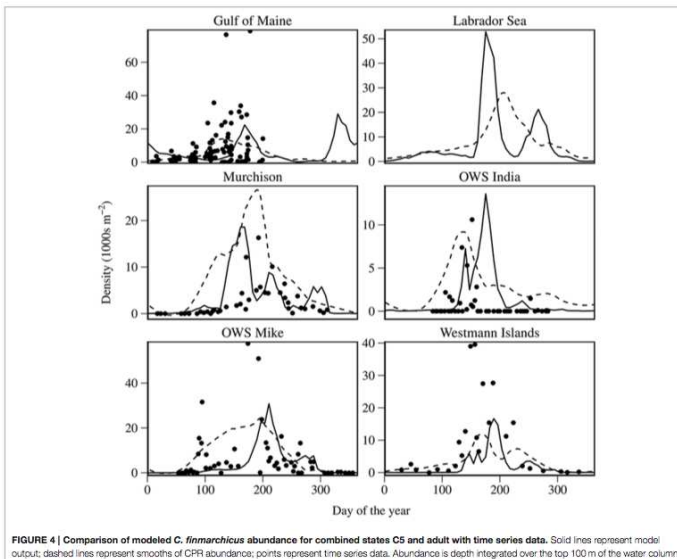 Gulf of Maine
Labrador Sea
60
40
20
0
50
40
30
20
10
0
Murchison
OWS India
20
10
0
10
5
0
Density (1000s m⁻²)
OWS Mike
Westmann Islands
40
20
0
40
30
20
10
0
0 100 200 300
0 100 200 300
Day of the year
FIGURE 4 | Comparison of modeled C. finmarchicus abundance for combined states C5 and adult with time series data. Solid lines represent model
output; dashed lines represent smooths of CPR abundance; points represent time series data. Abundance is depth integrated over the top 100 m of the water column